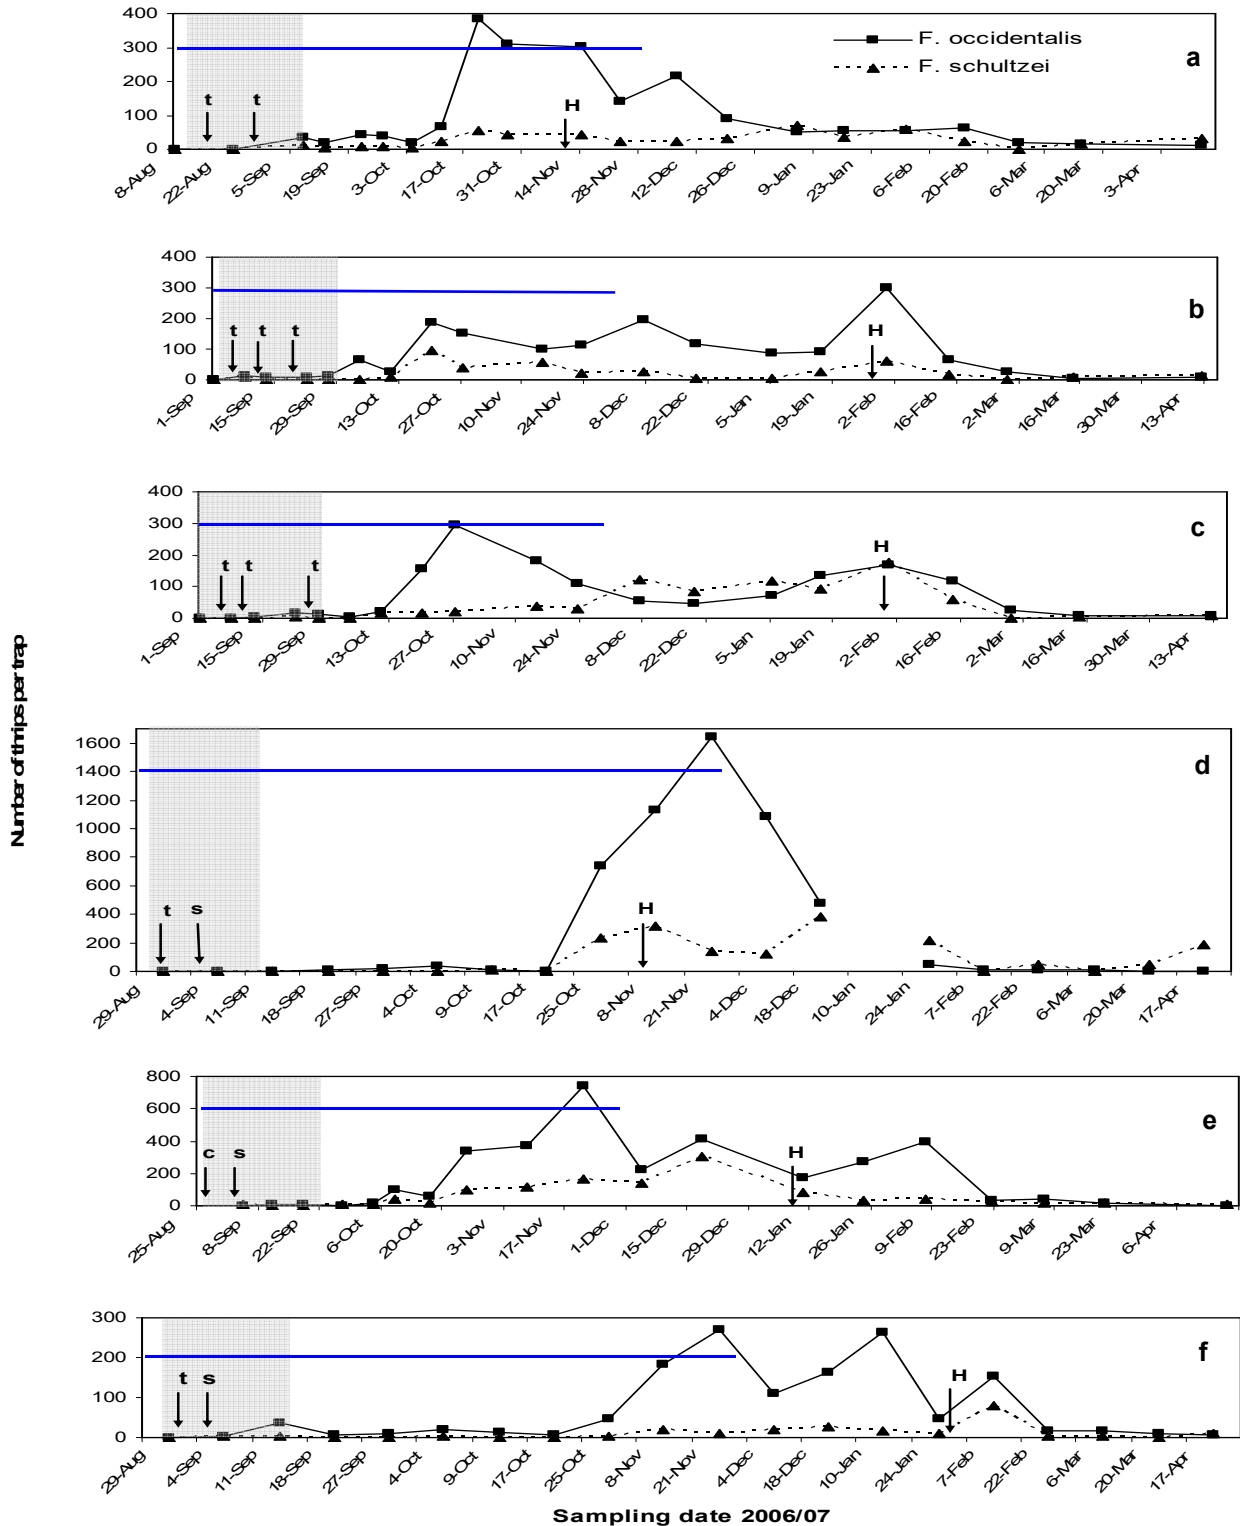 400
300
200
100
0
F. occidentalis
F. schultzei
a
t
t
H
8-Aug
22-Aug
5-Sep
19-Sep
3-Oct
17-Oct
31-Oct
14-Nov
28-Nov
12-Dec
26-Dec
9-Jan
23-Jan
6-Feb
20-Feb
6-Mar
20-Mar
3-Apr
400
300
200
100
0
b
t
t
t
H
1-Sep
15-Sep
29-Sep
13-Oct
27-Oct
10-Nov
24-Nov
8-Dec
22-Dec
5-Jan
19-Jan
2-Feb
16-Feb
2-Mar
16-Mar
30-Mar
13-Apr
400
300
200
100
0
c
t
t
t
H
1-Sep
15-Sep
29-Sep
13-Oct
27-Oct
10-Nov
24-Nov
8-Dec
22-Dec
5-Jan
19-Jan
2-Feb
16-Feb
2-Mar
16-Mar
30-Mar
13-Apr
Number of thrips per trap
1600
1400
1200
1000
800
600
400
200
0
d
t
s
H
29-Aug
4-Sep
11-Sep
18-Sep
27-Sep
4-Oct
9-Oct
17-Oct
25-Oct
8-Nov
21-Nov
4-Dec
18-Dec
10-Jan
24-Jan
7-Feb
22-Feb
6-Mar
20-Mar
17-Apr
800
600
400
200
0
e
c
s
H
25-Aug
8-Sep
22-Sep
6-Oct
20-Oct
3-Nov
17-Nov
1-Dec
15-Dec
29-Dec
12-Jan
26-Jan
9-Feb
23-Feb
9-Mar
23-Mar
6-Apr
300
200
100
0
f
t
s
H
29-Aug
4-Sep
11-Sep
18-Sep
27-Sep
4-Oct
9-Oct
17-Oct
25-Oct
8-Nov
21-Nov
4-Dec
18-Dec
10-Jan
24-Jan
7-Feb
22-Feb
6-Mar
20-Mar
17-Apr
Sampling date 2006/07